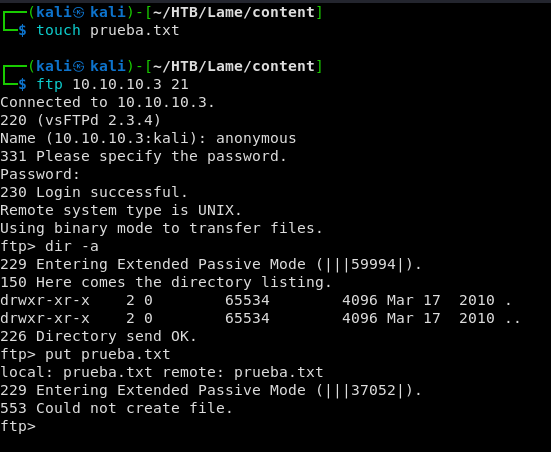 ┌──(kali㉿kali)-[~/HTB/Lame/content]
└─$ touch prueba.txt
┌──(kali㉿kali)-[~/HTB/Lame/content]
└─$ ftp 10.10.10.3 21
Connected to 10.10.10.3.
220 (vsFTPd 2.3.4)
Name (10.10.10.3:kali): anonymous
331 Please specify the password.
Password:
230 Login successful.
Remote system type is UNIX.
Using binary mode to transfer files.
ftp> dir -a
229 Entering Extended Passive Mode (|||59994|).
150 Here comes the directory listing.
drwxr-xr-x    2 0        65534        4096 Mar 17  2010 .
drwxr-xr-x    2 0        65534        4096 Mar 17  2010 ..
226 Directory send OK.
ftp> put prueba.txt
local: prueba.txt remote: prueba.txt
229 Entering Extended Passive Mode (|||37052|).
553 Could not create file.
ftp>